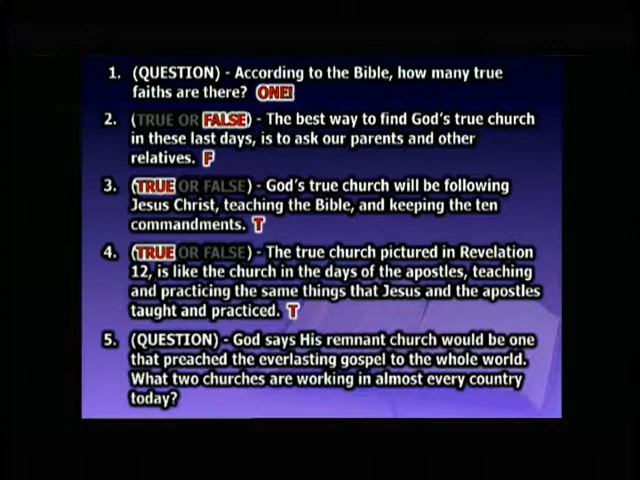 1. (QUESTION) - According to the Bible, how many true
faiths are there? ONE!
2. (TRUE OR FALSE) - The best way to find God's true church
in these last days, is to ask our parents and other
relatives. F
3. (TRUE OR FALSE) - God's true church will be following
Jesus Christ, teaching the Bible, and keeping the ten
commandments. T
4. (TRUE OR FALSE) - The true church pictured in Revelation
12, is like the church in the days of the apostles, teaching
and practicing the same things that Jesus and the apostles
taught and practiced. T
5. (QUESTION) - God says His remnant church would be one
that preached the everlasting gospel to the whole world.
What two churches are working in almost every country
today?